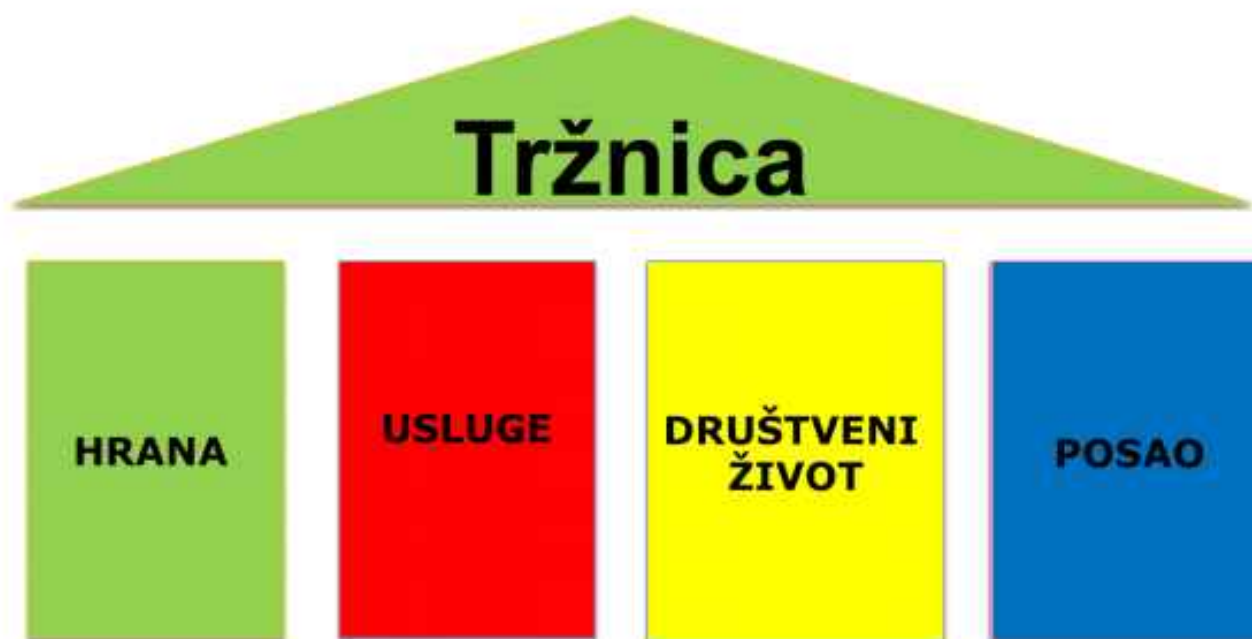 Tržnica
HRANA
USLUGE
DRUŠTVENI
ŽIVOT
POSAO